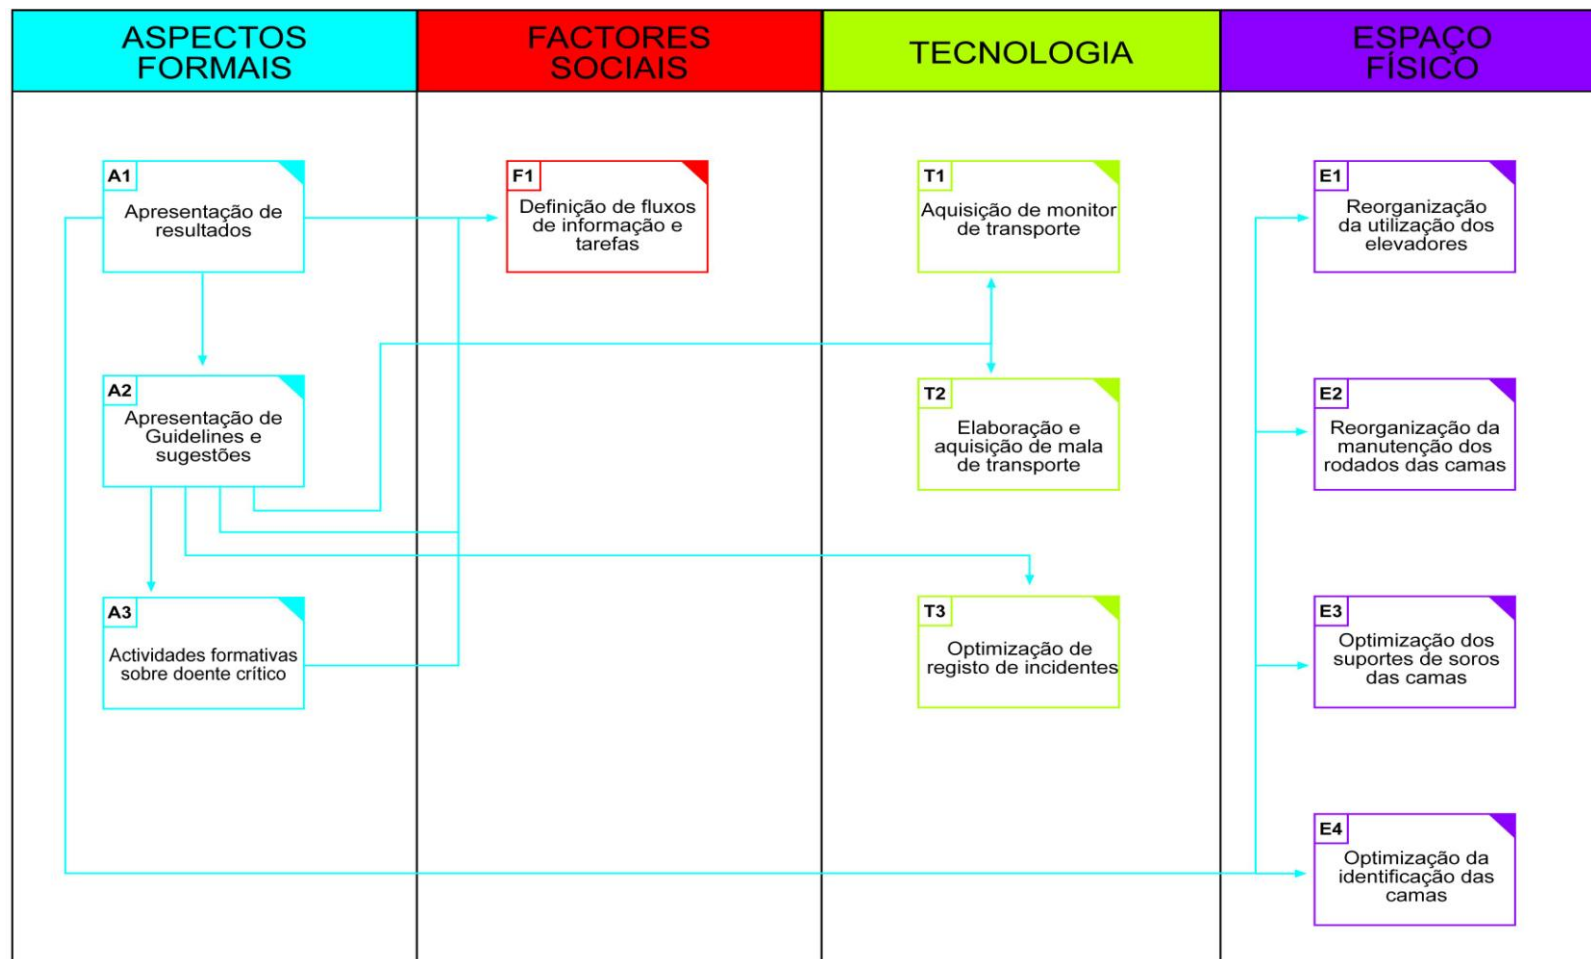 ASPECTOS
FORMAIS
FACTORES
SOCIAIS
TECNOLOGIA
ESPAÇO
FÍSICO
A1
Apresentação de
resultados
F1
Definição de fluxos
de informação e
tarefas
T1
Aquisição de monitor
de transporte
E1
Reorganização
da utilização dos
elevadores
A2
Apresentação de
Guidelines e
sugestões
T2
Elaboração e
aquisição de mala
de transporte
E2
Reorganização da
manutenção dos
rodados das camas
A3
Actividades formativas
sobre doente crítico
T3
Optimização de
registo de incidentes
E3
Optimização dos
suportes de soros
das camas
E4
Optimização da
identificação das
camas